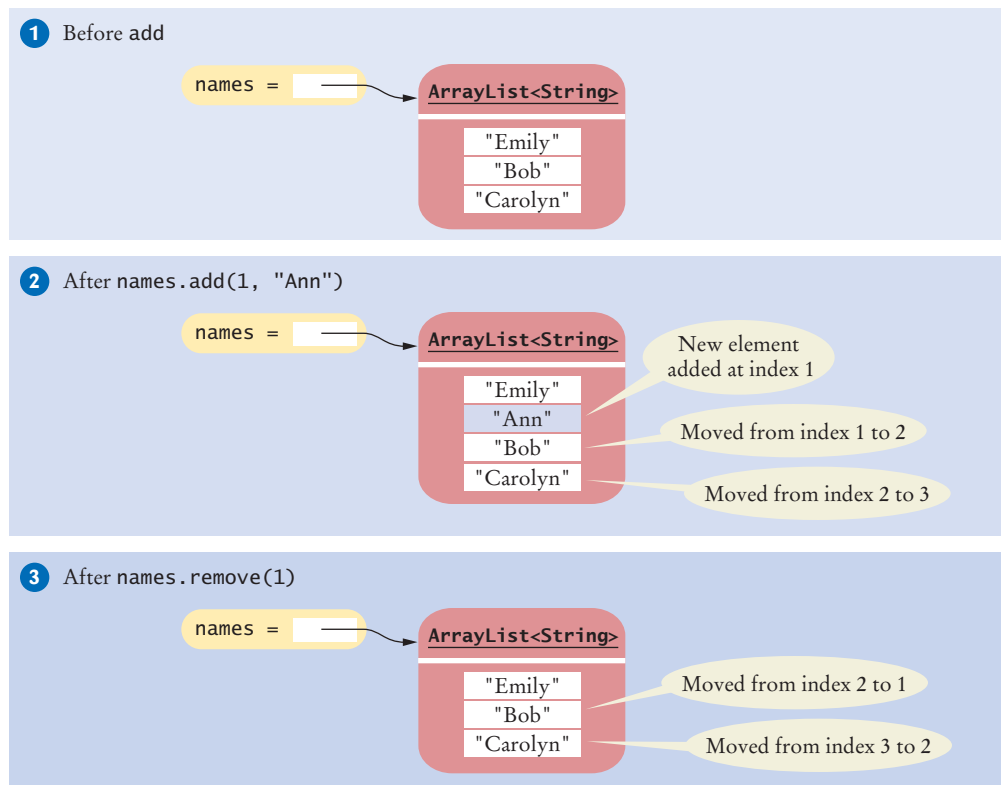 1 Before add
names =
ArrayList<String>
"Emily"
"Bob"
"Carolyn"
2 After names.add(1, "Ann")
names =
ArrayList<String>
New element
added at index 1
"Emily"
"Ann"
"Bob"
Moved from index 1 to 2
"Carolyn"
Moved from index 2 to 3
3 After names.remove(1)
names =
ArrayList<String>
"Emily"
Moved from index 2 to 1
"Bob"
"Carolyn"
Moved from index 3 to 2